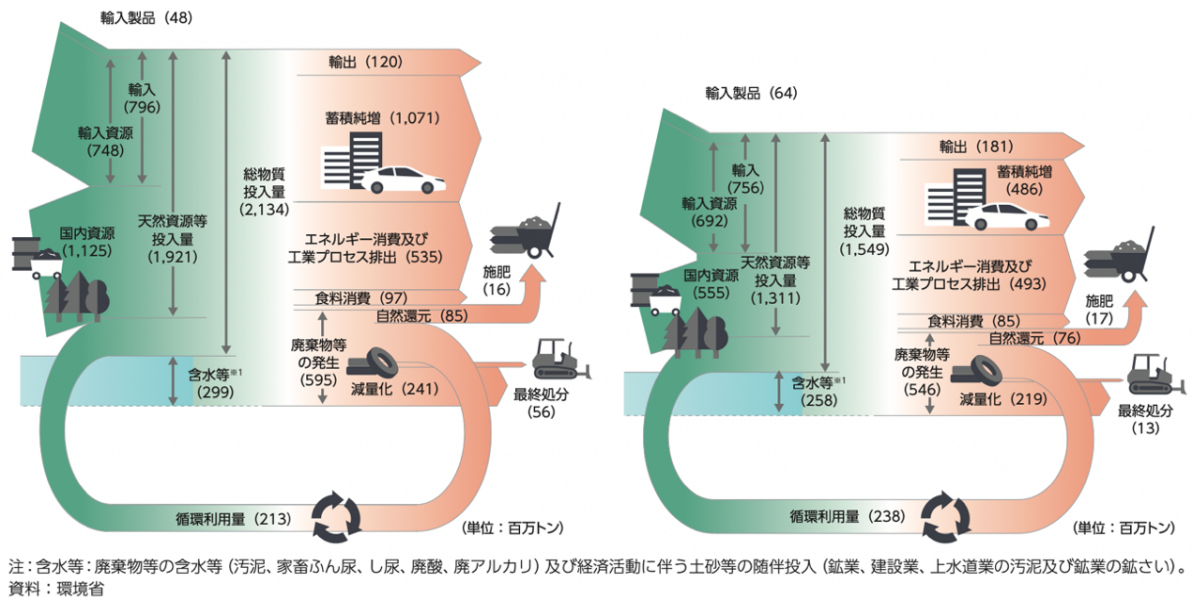 輸入製品(48)
輸出(120)
輸入
(796)
蓄積純増(1,071)
輸入資源
(748)
総物質
投入量
(2,134)
国内資源
(1,125)
天然資源等
投入量
(1,921)
エネルギー消費及び
工業プロセス排出(535)
施肥
(16)
食料消費(97)
自然還元(85)
廃棄物等
の発生
(595)
含水等※1
(299)
減量化(241)
最終処分
(56)
循環利用量(213)
(単位:百万トン)
輸入製品(64)
輸出(181)
輸入
(756)
蓄積純増
(486)
輸入資源
(692)
総物質
投入量
(1,549)
国内資源
(555)
天然資源等
投入量
(1,311)
エネルギー消費及び
工業プロセス排出(493)
施肥
(17)
食料消費(85)
自然還元(76)
廃棄物等
の発生
(546)
含水等※1
(258)
減量化(219)
最終処分
(13)
循環利用量(238)
(単位:百万トン)
注:含水等:廃棄物等の含水等(汚泥、家畜ふん尿、し尿、廃酸、廃アルカリ)及び経済活動に伴う土砂等の随伴投入(鉱業、建設業、上水道業の汚泥及び鉱業の鉱さい)。
資料:環境省